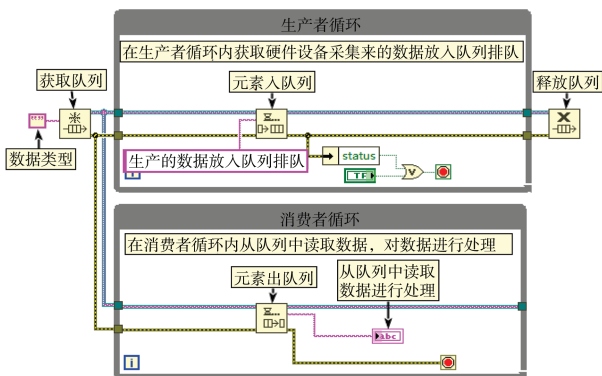 生产者循环
在生产者循环内获取硬件设备采集来的数据放入队列排队
获取队列
元素入队列
释放队列
数据类型
生产的数据放入队列排队
status
TF
V
i
消费者循环
在消费者循环内从队列中读取数据，对数据进行处理
元素出队列
从队列中读取
数据进行处理
abc
i